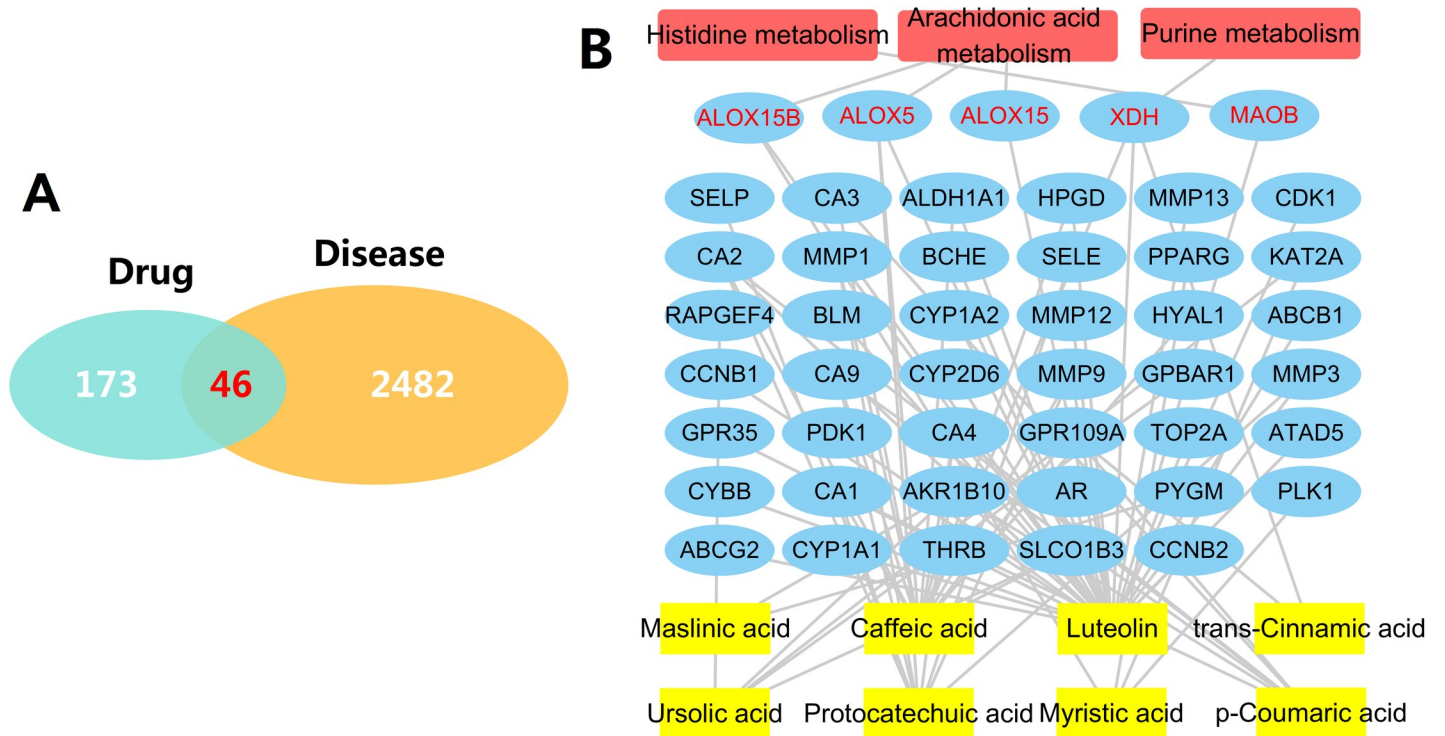 A
Drug
Disease
173
46
2482
B
Histidine metabolism
Arachidonic acid
metabolism
Purine metabolism
ALOX15B ALOX5 ALOX15 XDH MAOB
SELP CA3 ALDH1A1 HPGD MMP13 CDK1
CA2 MMP1 BCHE SELE PPARG KAT2A
RAPGEF4 BLM CYP1A2 MMP12 HYAL1 ABCB1
CCNB1 CA9 CYP2D6 MMP9 GPBAR1 MMP3
GPR35 PDK1 CA4 GPR109A TOP2A ATAD5
CYBB CA1 AKR1B10 AR PYGM PLK1
ABCG2 CYP1A1 THRB SLCO1B3 CCNB2
Maslinic acid Caffeic acid Luteolin trans-Cinnamic acid
Ursolic acid Protocatechuic acid Myristic acid p-Coumaric acid